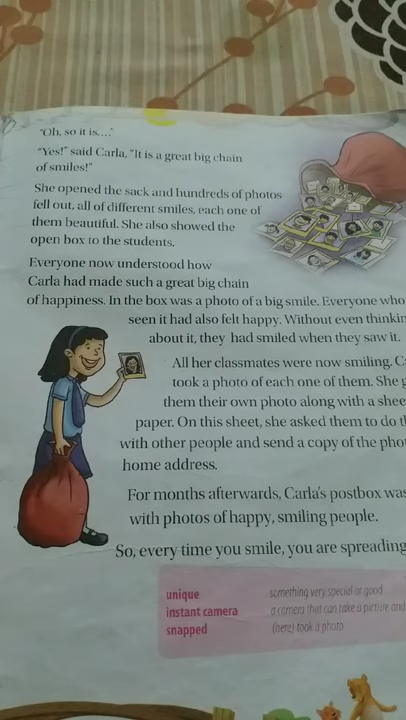 "Oh, so it is...."
"Yes!" said Carla, "It is a great big chain
of smiles!"
She opened the sack and hundreds of photos
fell out, all of different smiles, each one of
them beautiful. She also showed the
open box to the students.
Everyone now understood how
Carla had made such a great big chain
of happiness. In the box was a photo of a big smile. Everyone who
seen it had also felt happy. Without even thinkin
about it, they had smiled when they saw it.
All her classmates were now smiling. C
took a photo of each one of them. She g
them their own photo along with a shee
paper. On this sheet, she asked them to do t
with other people and send a copy of the pho
home address.
For months afterwards, Carla's postbox was
with photos of happy, smiling people.
So, every time you smile, you are spreading
unique something very special or good
instant camera a camera that can take a picture and
snapped (here) took a photo